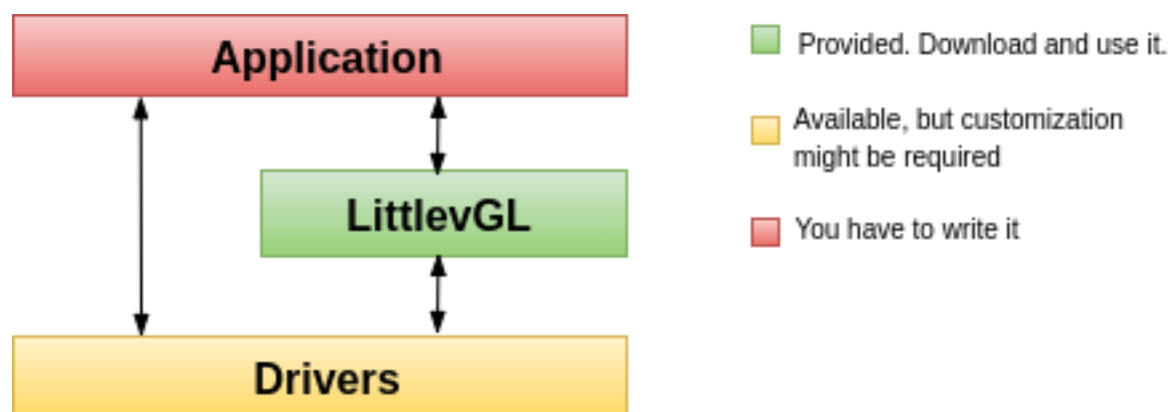 Application
LittlevGL
Drivers
Provided. Download and use it.
Available, but customization
might be required
You have to write it